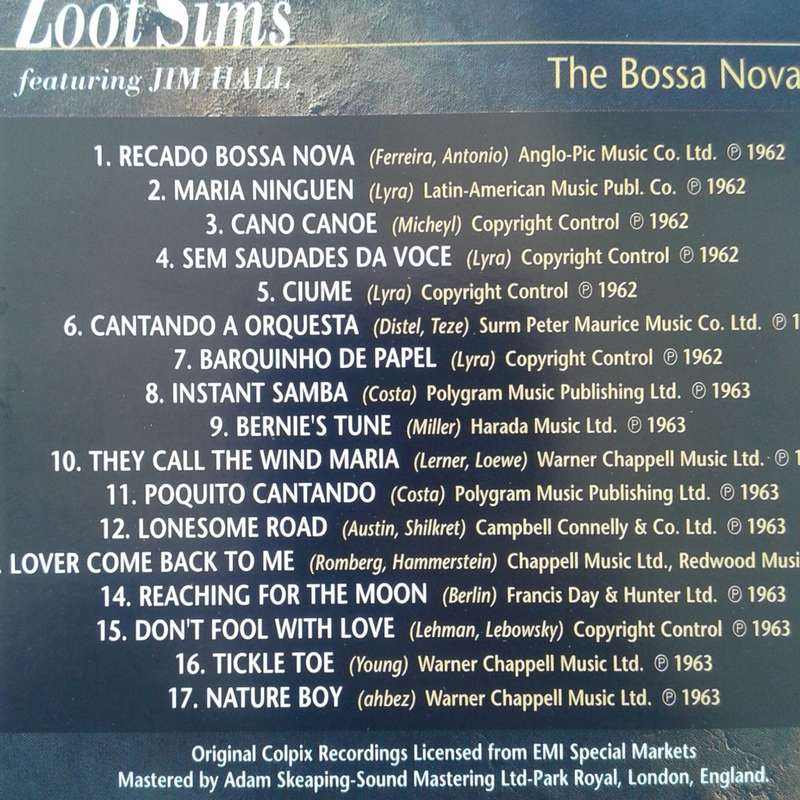 Zoot Sims
featuring JIM HALL
The Bossa Nova
1. RECADO BOSSA NOVA (Ferreira, Antonio) Anglo-Pic Music Co. Ltd. ℗ 1962
2. MARIA NINGUEN (Lyra) Latin-American Music Publ. Co. ℗ 1962
3. CANO CANOE (Micheyl) Copyright Control ℗ 1962
4. SEM SAUDADES DA VOCE (Lyra) Copyright Control ℗ 1962
5. CIUME (Lyra) Copyright Control ℗ 1962
6. CANTANDO A ORQUESTA (Distel, Teze) Surm Peter Maurice Music Co. Ltd. ℗ 1
7. BARQUINHO DE PAPEL (Lyra) Copyright Control ℗ 1962
8. INSTANT SAMBA (Costa) Polygram Music Publishing Ltd. ℗ 1963
9. BERNIE'S TUNE (Miller) Harada Music Ltd. ℗ 1963
10. THEY CALL THE WIND MARIA (Lerner, Loewe) Warner Chappell Music Ltd. ℗ 1
11. POQUITO CANTANDO (Costa) Polygram Music Publishing Ltd. ℗ 1963
12. LONESOME ROAD (Austin, Shilkret) Campbell Connelly & Co. Ltd. ℗ 1963
. LOVER COME BACK TO ME (Romberg, Hammerstein) Chappell Music Ltd., Redwood Musi
14. REACHING FOR THE MOON (Berlin) Francis Day & Hunter Ltd. ℗ 1963
15. DON'T FOOL WITH LOVE (Lehman, Lebowsky) Copyright Control ℗ 1963
16. TICKLE TOE (Young) Warner Chappell Music Ltd. ℗ 1963
17. NATURE BOY (ahbez) Warner Chappell Music Ltd. ℗ 1963
Original Colpix Recordings Licensed from EMI Special Markets
Mastered by Adam Skeaping-Sound Mastering Ltd-Park Royal, London, England.